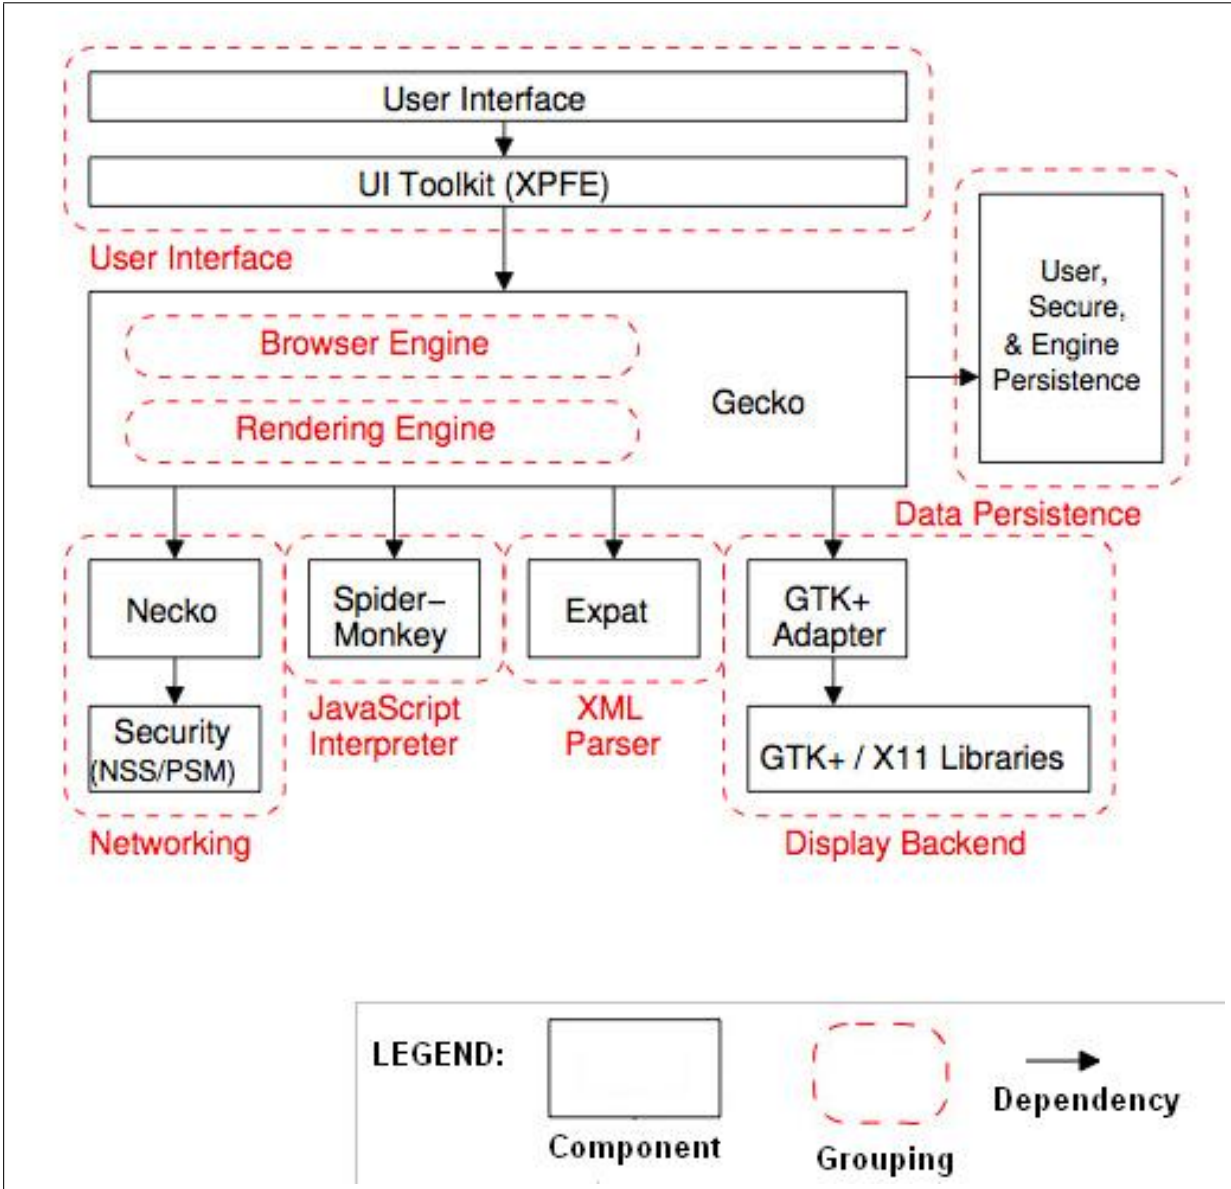 User Interface
UI Toolkit (XPFE)
User Interface
Browser Engine
Rendering Engine
Gecko
User,
Secure,
& Engine
Persistence
Data Persistence
Necko
Security
(NSS/PSM)
Networking
Spider-
Monkey
JavaScript
Interpreter
Expat
XML
Parser
GTK+
Adapter
GTK+ / X11 Libraries
Display Backend
LEGEND:
Component
Grouping
Dependency